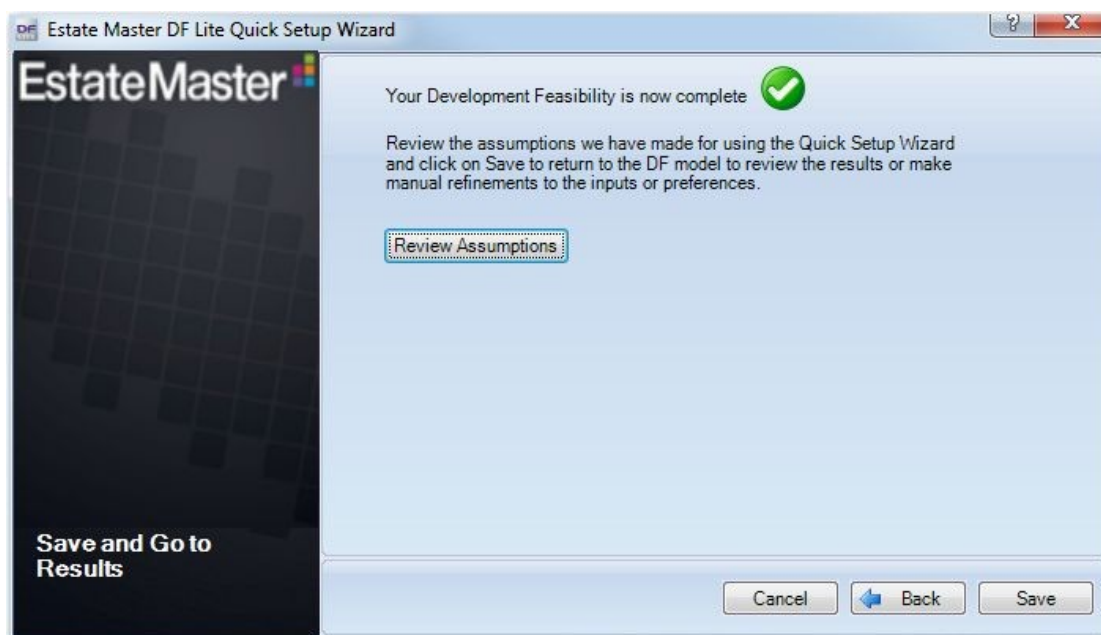 Estate Master DF Lite Quick Setup Wizard
EstateMaster
Your Development Feasibility is now complete
Review the assumptions we have made for using the Quick Setup Wizard
and click on Save to return to the DF model to review the results or make
manual refinements to the inputs or preferences.
Review Assumptions
Save and Go to
Results
Cancel
Back
Save